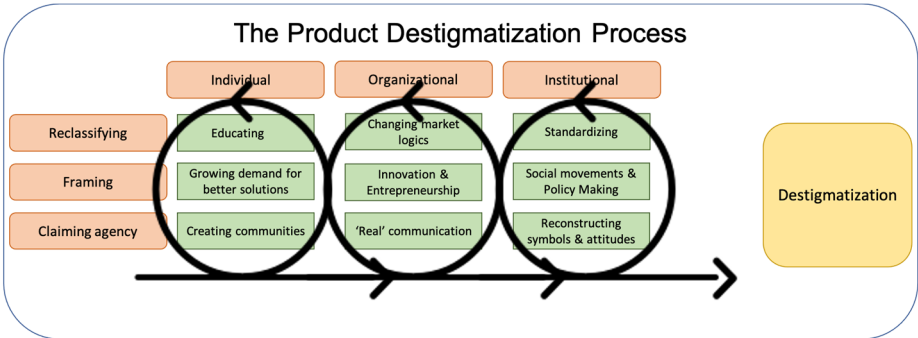 The Product Destigmatization Process
Individual
Organizational
Institutional
Reclassifying
Educating
Changing market
logics
Standardizing
Framing
Growing demand for
better solutions
Innovation &
Entrepreneurship
Social movements &
Policy Making
Claiming agency
Creating communities
‘Real’ communication
Reconstructing
symbols & attitudes
Destigmatization